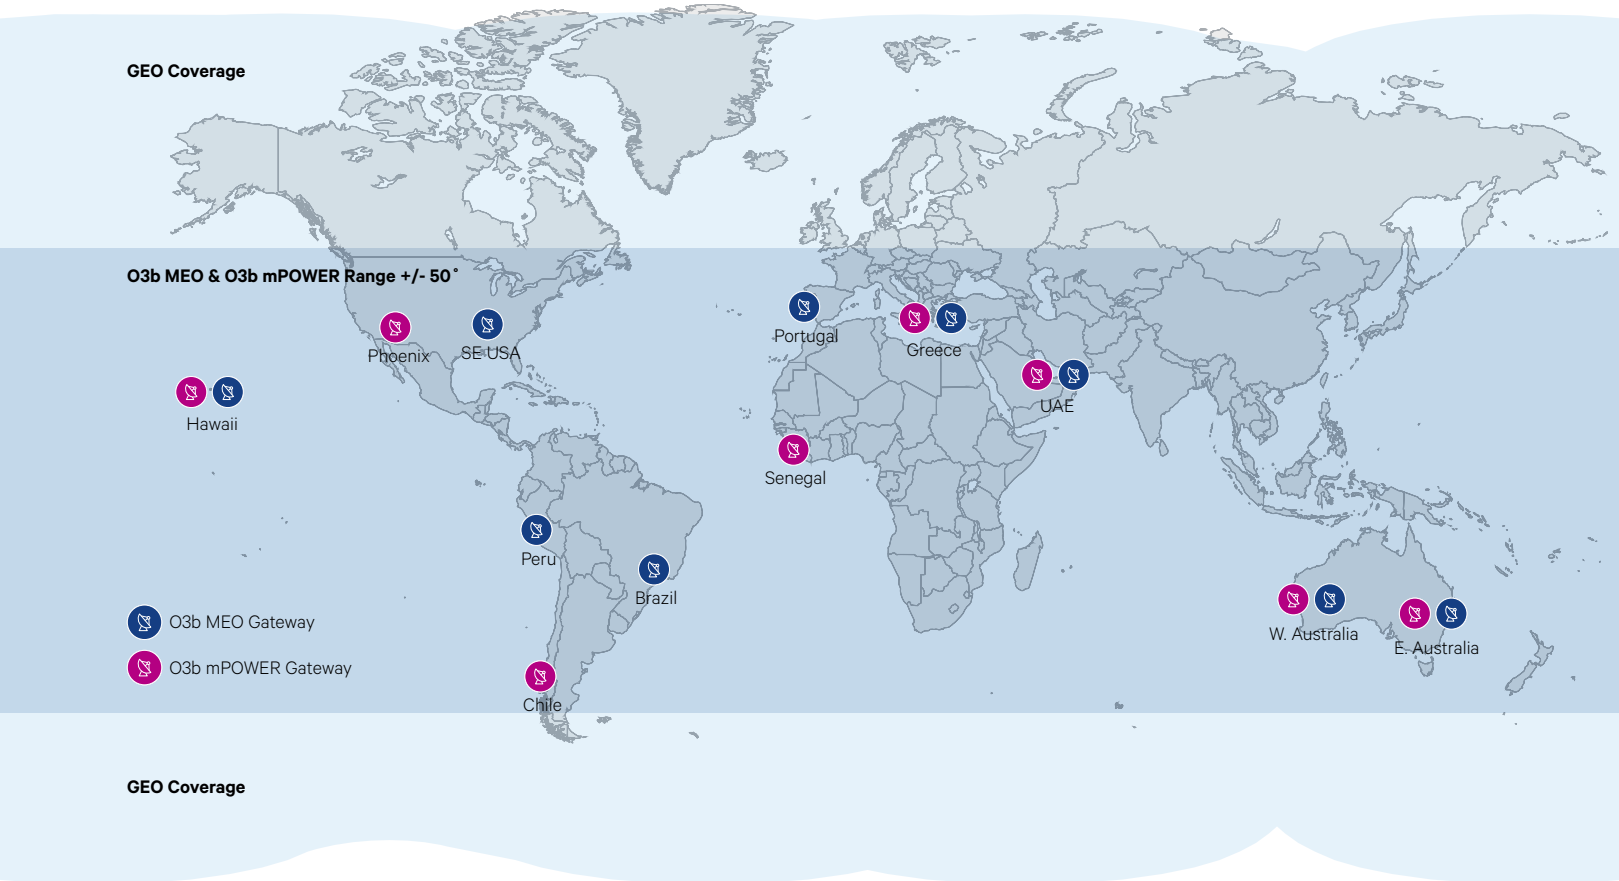 GEO Coverage
O3b MEO & O3b mPOWER Range +/- 50°
Phoenix
SE USA
Portugal
Greece
Hawaii
UAE
Senegal
Peru
Brazil
O3b MEO Gateway
W. Australia
E. Australia
O3b mPOWER Gateway
Chile
GEO Coverage